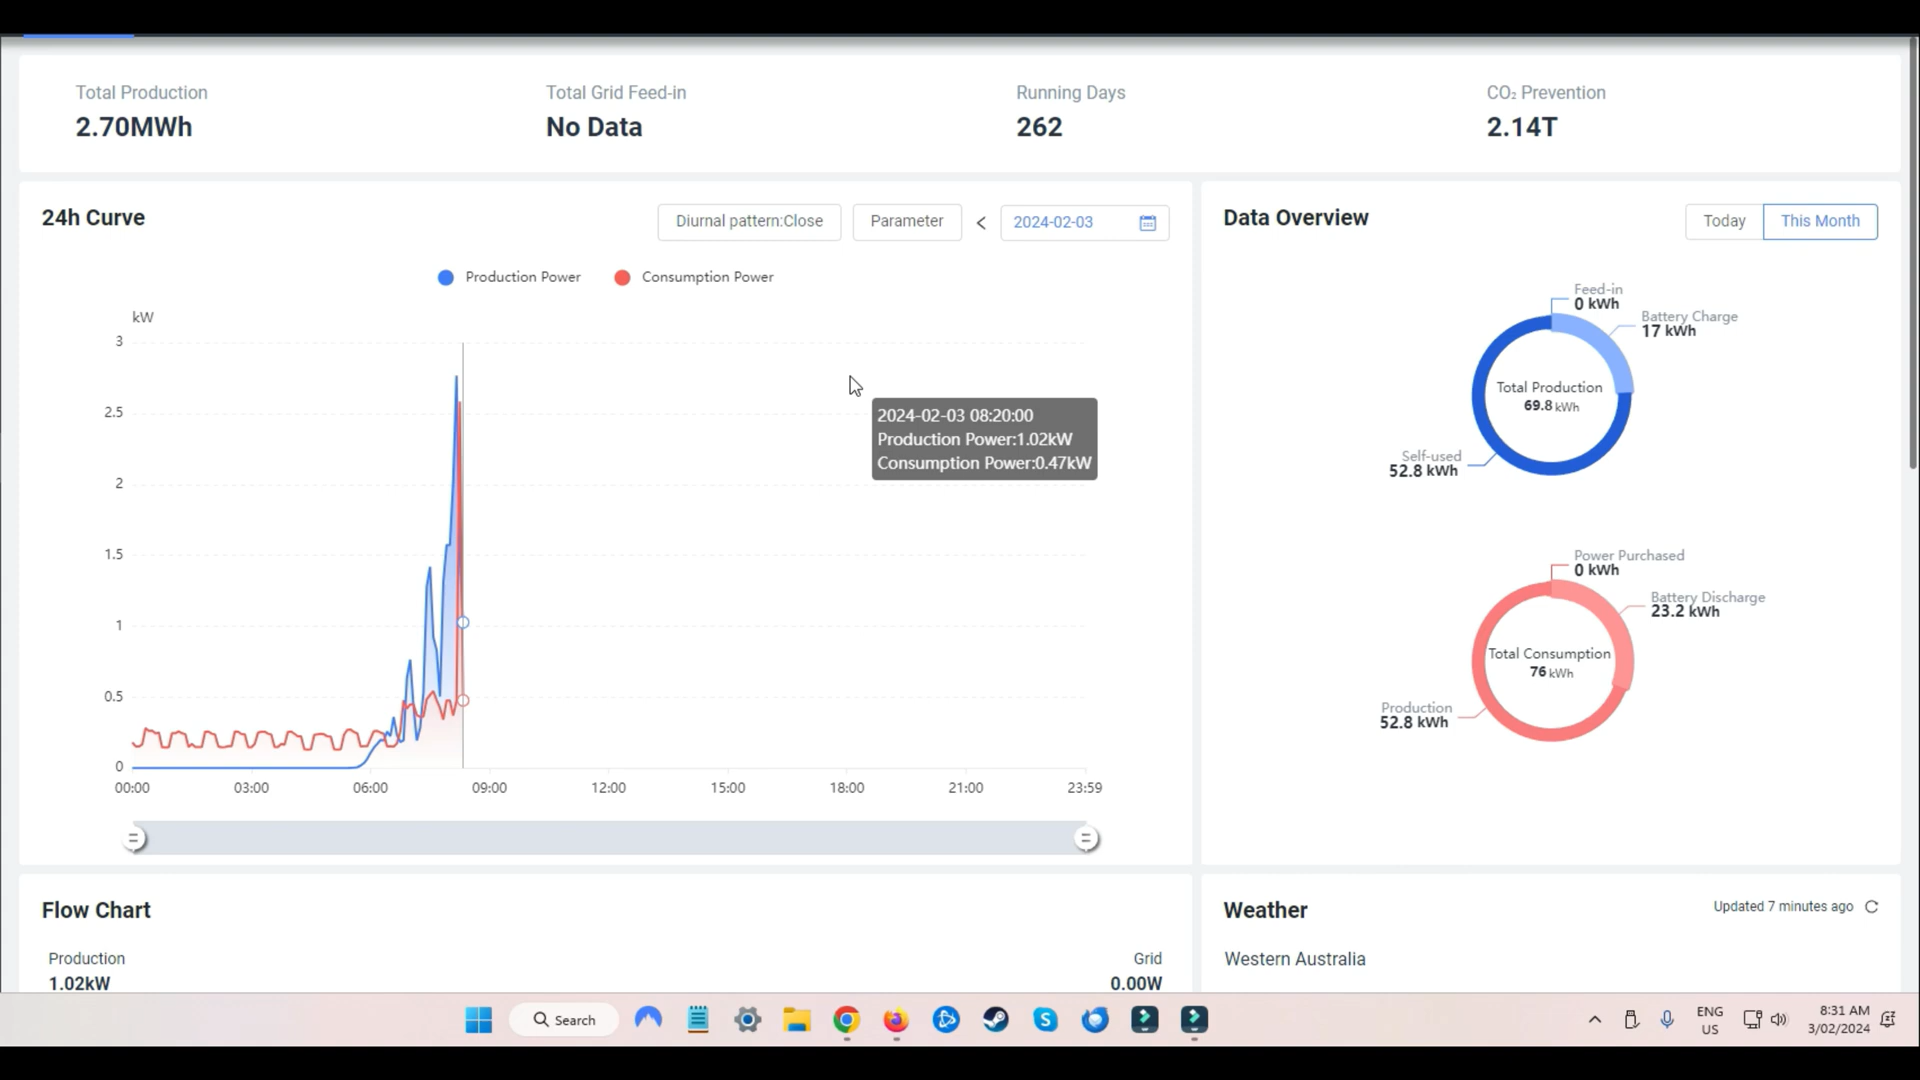 Total Production
2.70MWh
Total Grid Feed-in
No Data
Running Days
262
CO₂ Prevention
2.14T
24h Curve
Diurnal pattern:Close
Parameter
<
2024-02-03
Production Power
Consumption Power
kW
3
2.5
2
1.5
1
0.5
0
00:00
03:00
06:00
09:00
12:00
15:00
18:00
21:00
23:59
2024-02-03 08:20:00
Production Power:1.02kW
Consumption Power:0.47kW
Data Overview
Today
This Month
Feed-in
0 kWh
Battery Charge
17 kWh
Total Production
69.8 kWh
Self-used
52.8 kWh
Power Purchased
0 kWh
Battery Discharge
23.2 kWh
Total Consumption
76 kWh
Production
52.8 kWh
Flow Chart
Production
1.02kW
Grid
0.00W
Weather
Updated 7 minutes ago
Western Australia
Search
ENG
US
8:31 AM
3/02/2024